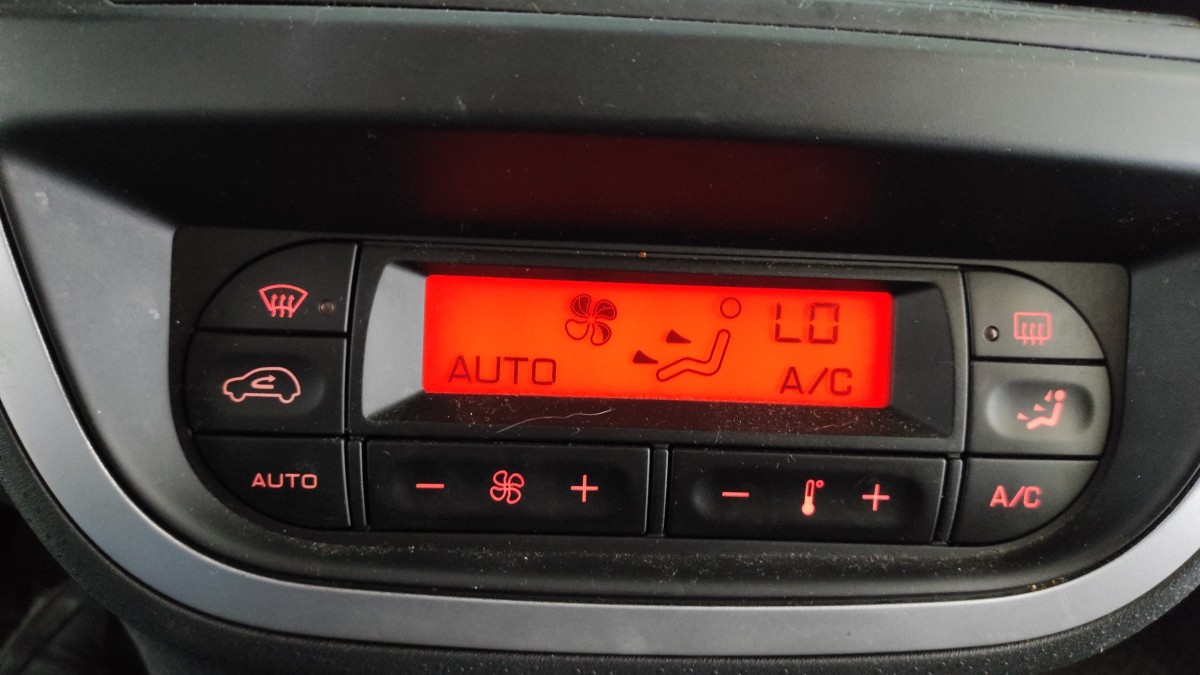 LO
AUTO A/C
AUTO - + - + A/C